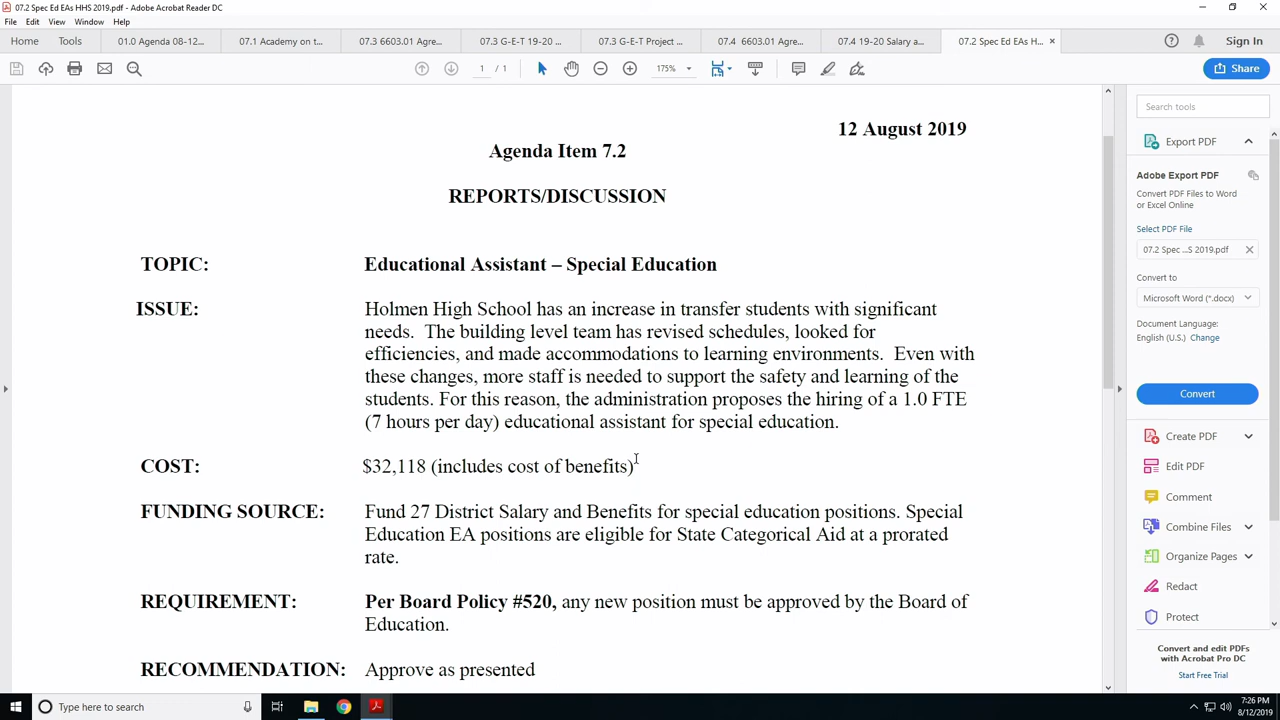 07.2 Spec Ed EAs HHS 2019.pdf - Adobe Acrobat Reader DC
File Edit View Window Help
Home Tools 01.0 Agenda 08-12... 07.1 Academy on t... 07.3 6603.01 Agre... 07.3 G-E-T 19-20 ... 07.3 G-E-T Project ... 07.4 6603.01 Agre... 07.4 19-20 Salary a... 07.2 Spec Ed EAs H... Sign In
1 / 1 175% Share
12 August 2019
Agenda Item 7.2
REPORTS/DISCUSSION
TOPIC: Educational Assistant – Special Education
ISSUE: Holmen High School has an increase in transfer students with significant
needs. The building level team has revised schedules, looked for
efficiencies, and made accommodations to learning environments. Even with
these changes, more staff is needed to support the safety and learning of the
students. For this reason, the administration proposes the hiring of a 1.0 FTE
(7 hours per day) educational assistant for special education.
COST: $32,118 (includes cost of benefits)
FUNDING SOURCE: Fund 27 District Salary and Benefits for special education positions. Special
Education EA positions are eligible for State Categorical Aid at a prorated
rate.
REQUIREMENT: Per Board Policy #520, any new position must be approved by the Board of
Education.
RECOMMENDATION: Approve as presented
Search tools
Export PDF
Adobe Export PDF
Convert PDF Files to Word
or Excel Online
Select PDF File
07.2 Spec ...S 2019.pdf
Convert to
Microsoft Word (*.docx)
Document Language:
English (U.S.) Change
Convert
Create PDF
Edit PDF
Comment
Combine Files
Organize Pages
Redact
Protect
Convert and edit PDFs
with Acrobat Pro DC
Start Free Trial
Type here to search
7:26 PM
8/12/2019